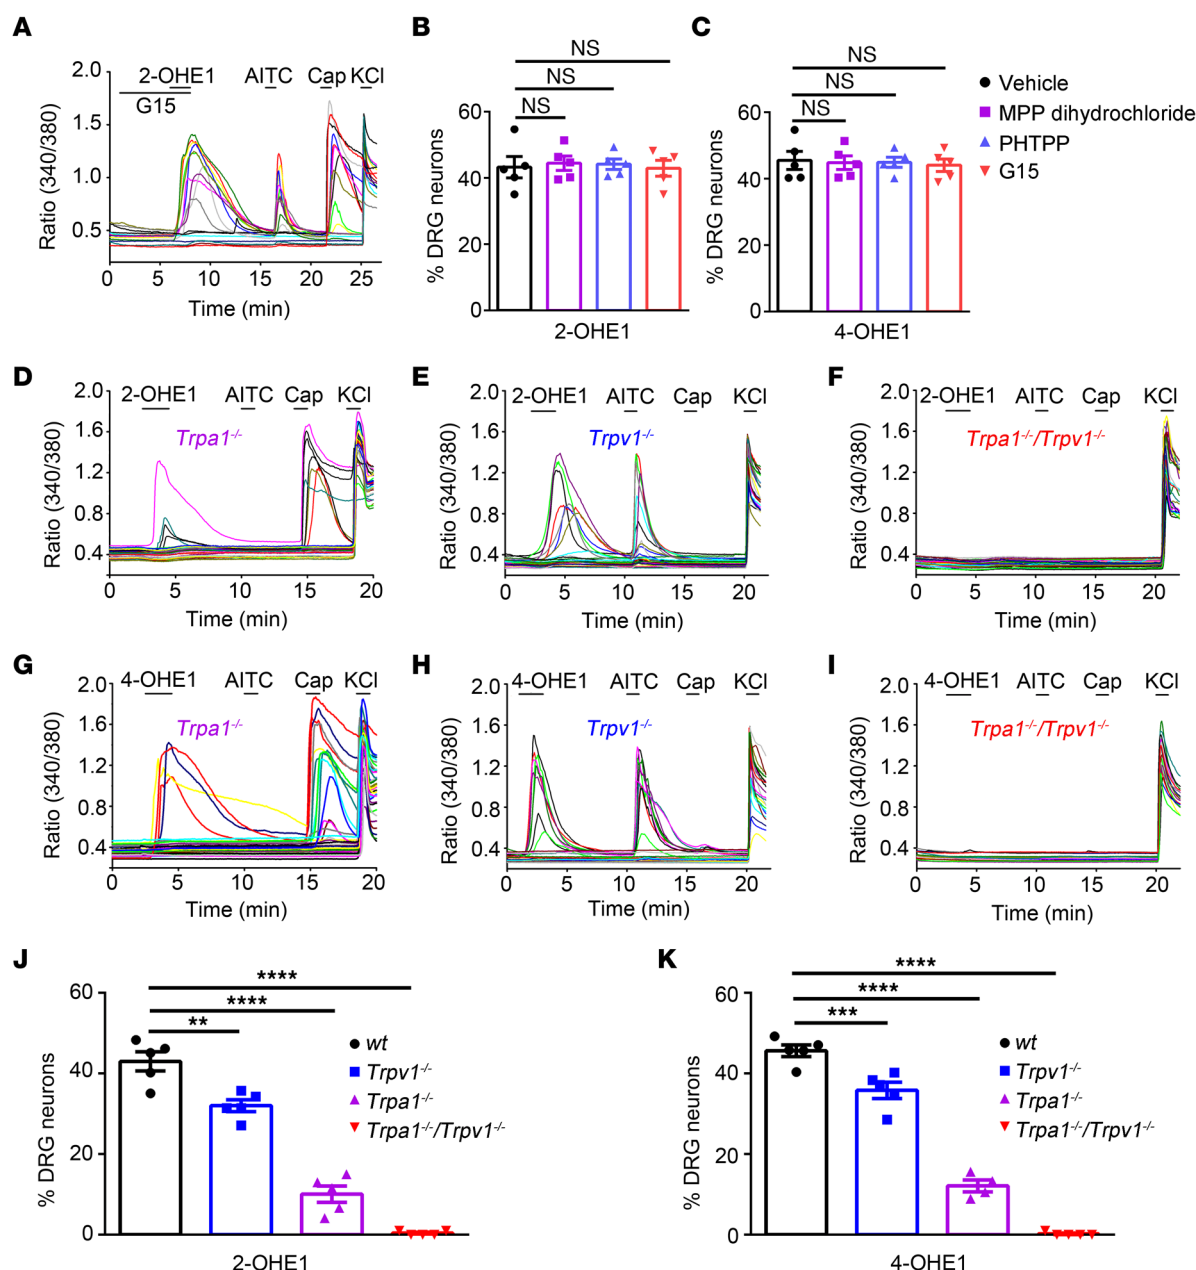 A
2-OHE1 AITC Cap KCl
G15
2.0
1.5
1.0
0.5
Ratio (340/380)
0 5 10 15 20 25
Time (min)
B
NS
NS
NS
60
40
20
0
% DRG neurons
2-OHE1
C
NS
NS
NS
60
40
20
0
% DRG neurons
4-OHE1
Vehicle
MPP dihydrochloride
PHTPP
G15
D
2-OHE1 AITC Cap KCl
Trpa1-/-
2.0
1.6
1.2
0.8
0.4
Ratio (340/380)
0 5 10 15 20
Time (min)
E
2-OHE1 AITC Cap KCl
Trpv1-/-
2.0
1.6
1.2
0.8
0.4
Ratio (340/380)
0 5 10 15 20
Time (min)
F
2-OHE1 AITC Cap KCl
Trpa1-/-/Trpv1-/-
2.0
1.6
1.2
0.8
0.4
Ratio (340/380)
0 5 10 15 20
Time (min)
G
4-OHE1 AITC Cap KCl
Trpa1-/-
2.0
1.6
1.2
0.8
0.4
Ratio (340/380)
0 5 10 15 20
Time (min)
H
4-OHE1 AITC Cap KCl
Trpv1-/-
2.0
1.6
1.2
0.8
0.4
Ratio (340/380)
0 5 10 15 20
Time (min)
I
4-OHE1 AITC Cap KCl
Trpa1-/-/Trpv1-/-
2.0
1.6
1.2
0.8
0.4
Ratio (340/380)
0 5 10 15 20
Time (min)
J
****
****
**
60
40
20
0
% DRG neurons
wt
Trpv1-/-
Trpa1-/-
Trpa1-/-/Trpv1-/-
2-OHE1
K
****
****
***
60
40
20
0
% DRG neurons
wt
Trpv1-/-
Trpa1-/-
Trpa1-/-/Trpv1-/-
4-OHE1